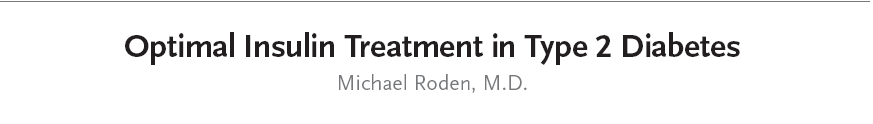 Optimal Insulin Treatment in Type 2 Diabetes
Michael Roden, M.D.